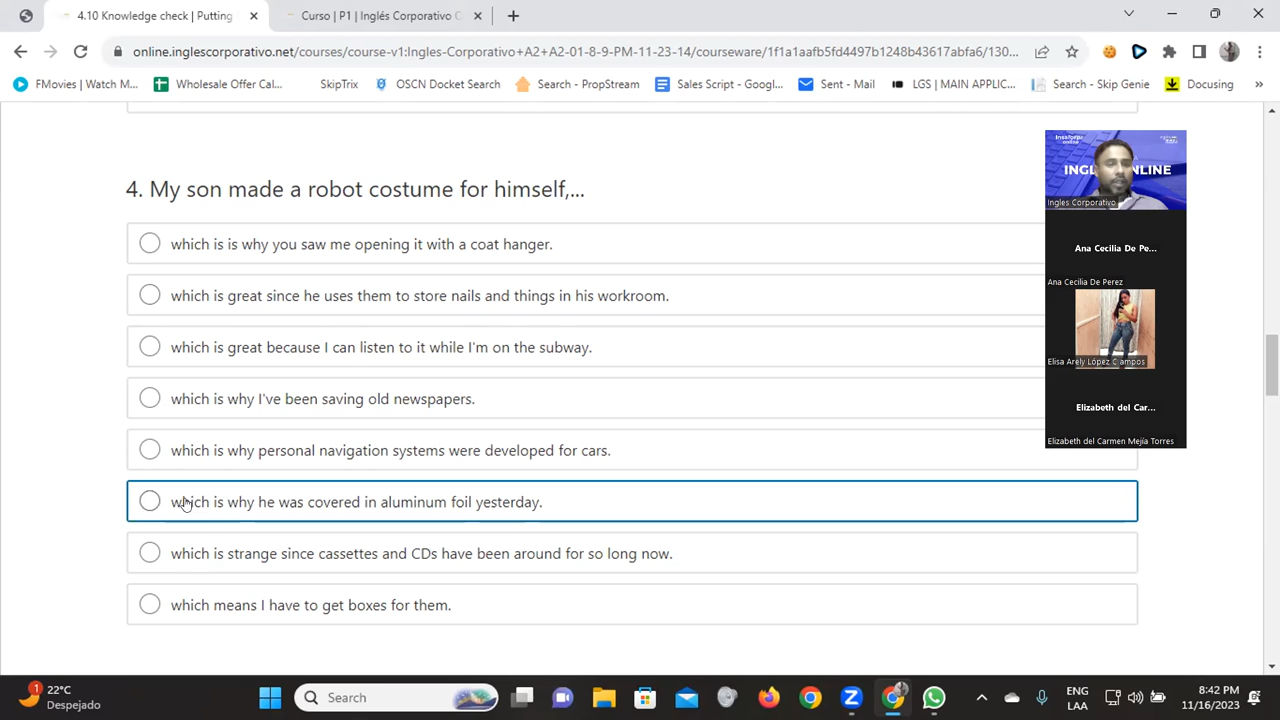 4.10 Knowledge check | Putting
Curso | P1 | Inglés Corporativo C
online.inglescorporativo.net/courses/course-v1:Ingles-Corporativo+A2+A2-01-8-9-PM-11-23-14/courseware/1f1a1aafb5fd4497b1248b43617abfa6/130...
FMovies | Watch M...
Wholesale Offer Cal...
SkipTrix
OSCN Docket Search
Search - PropStream
Sales Script - Googl...
Sent - Mail
LGS | MAIN APPLIC...
Search - Skip Genie
Docusing
»
4. My son made a robot costume for himself,...
which is is why you saw me opening it with a coat hanger.
which is great since he uses them to store nails and things in his workroom.
which is great because I can listen to it while I'm on the subway.
which is why I've been saving old newspapers.
which is why personal navigation systems were developed for cars.
which is why he was covered in aluminum foil yesterday.
which is strange since cassettes and CDs have been around for so long now.
which means I have to get boxes for them.
Ingles Corporativo
Ana Cecilia De Pe...
Ana Cecilia De Perez
Elisa Arely López C ampos
Elizabeth del Car...
Elizabeth del Carmen Mejía Torres
1
22°C
Despejado
Search
ENG
LAA
8:42 PM
11/16/2023